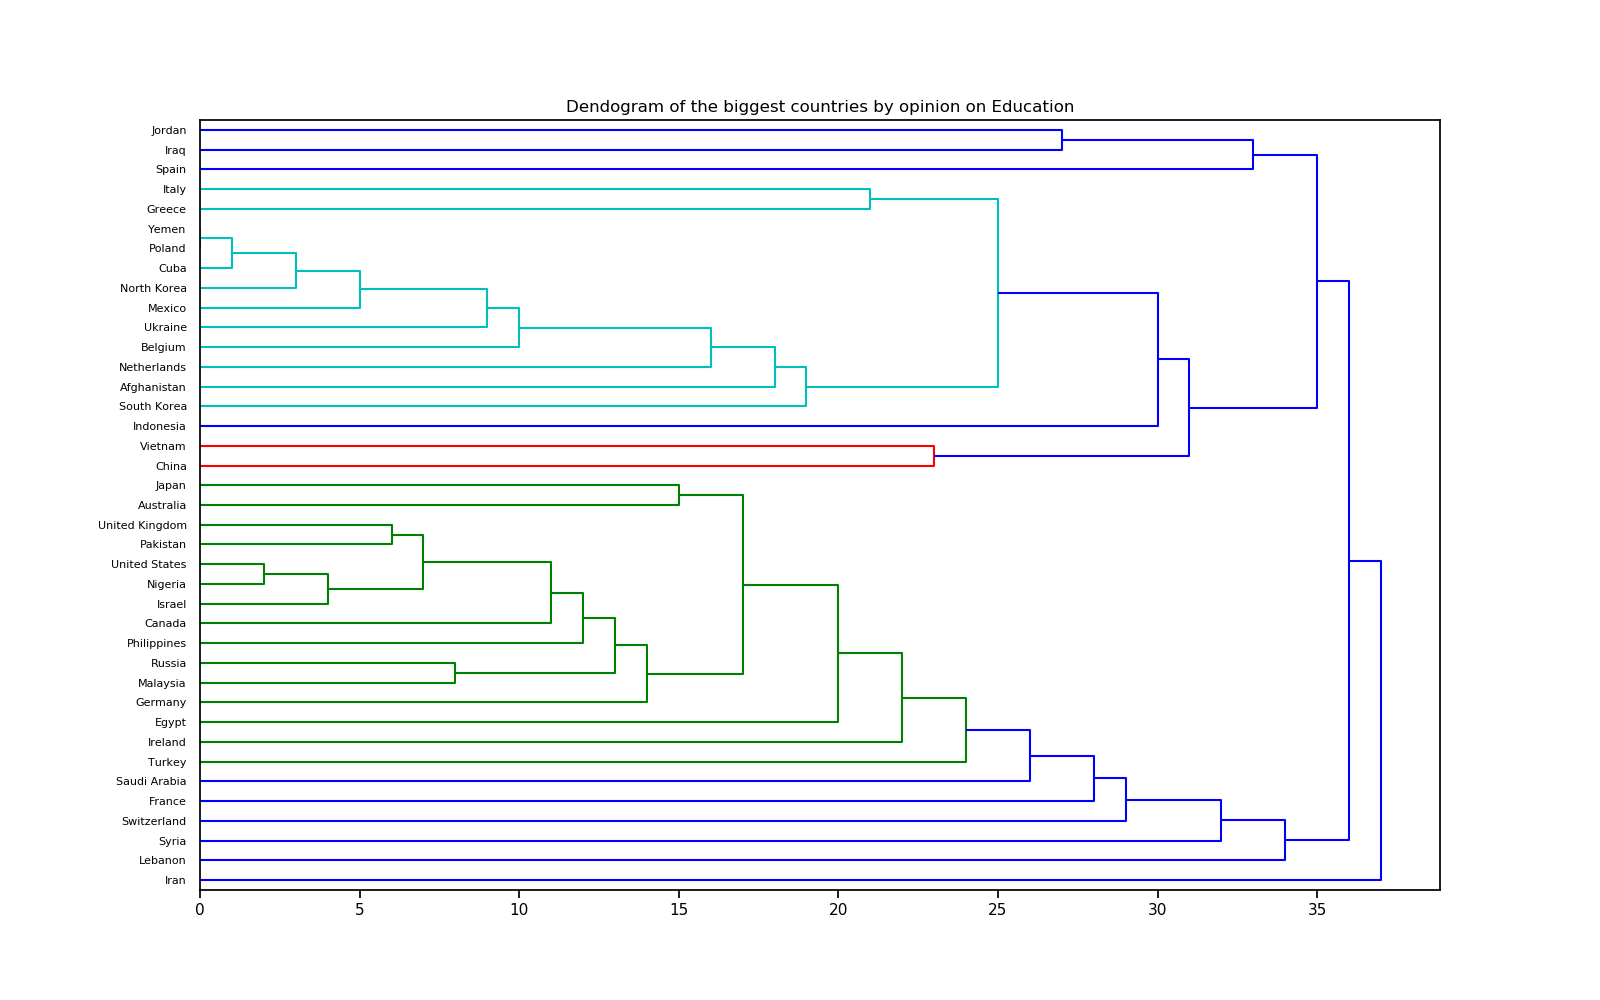 Dendogram of the biggest countries by opinion on Education
Jordan
Iraq
Spain
Italy
Greece
Yemen
Poland
Cuba
North Korea
Mexico
Ukraine
Belgium
Netherlands
Afghanistan
South Korea
Indonesia
Vietnam
China
Japan
Australia
United Kingdom
Pakistan
United States
Nigeria
Israel
Canada
Philippines
Russia
Malaysia
Germany
Egypt
Ireland
Turkey
Saudi Arabia
France
Switzerland
Syria
Lebanon
Iran
0 5 10 15 20 25 30 35